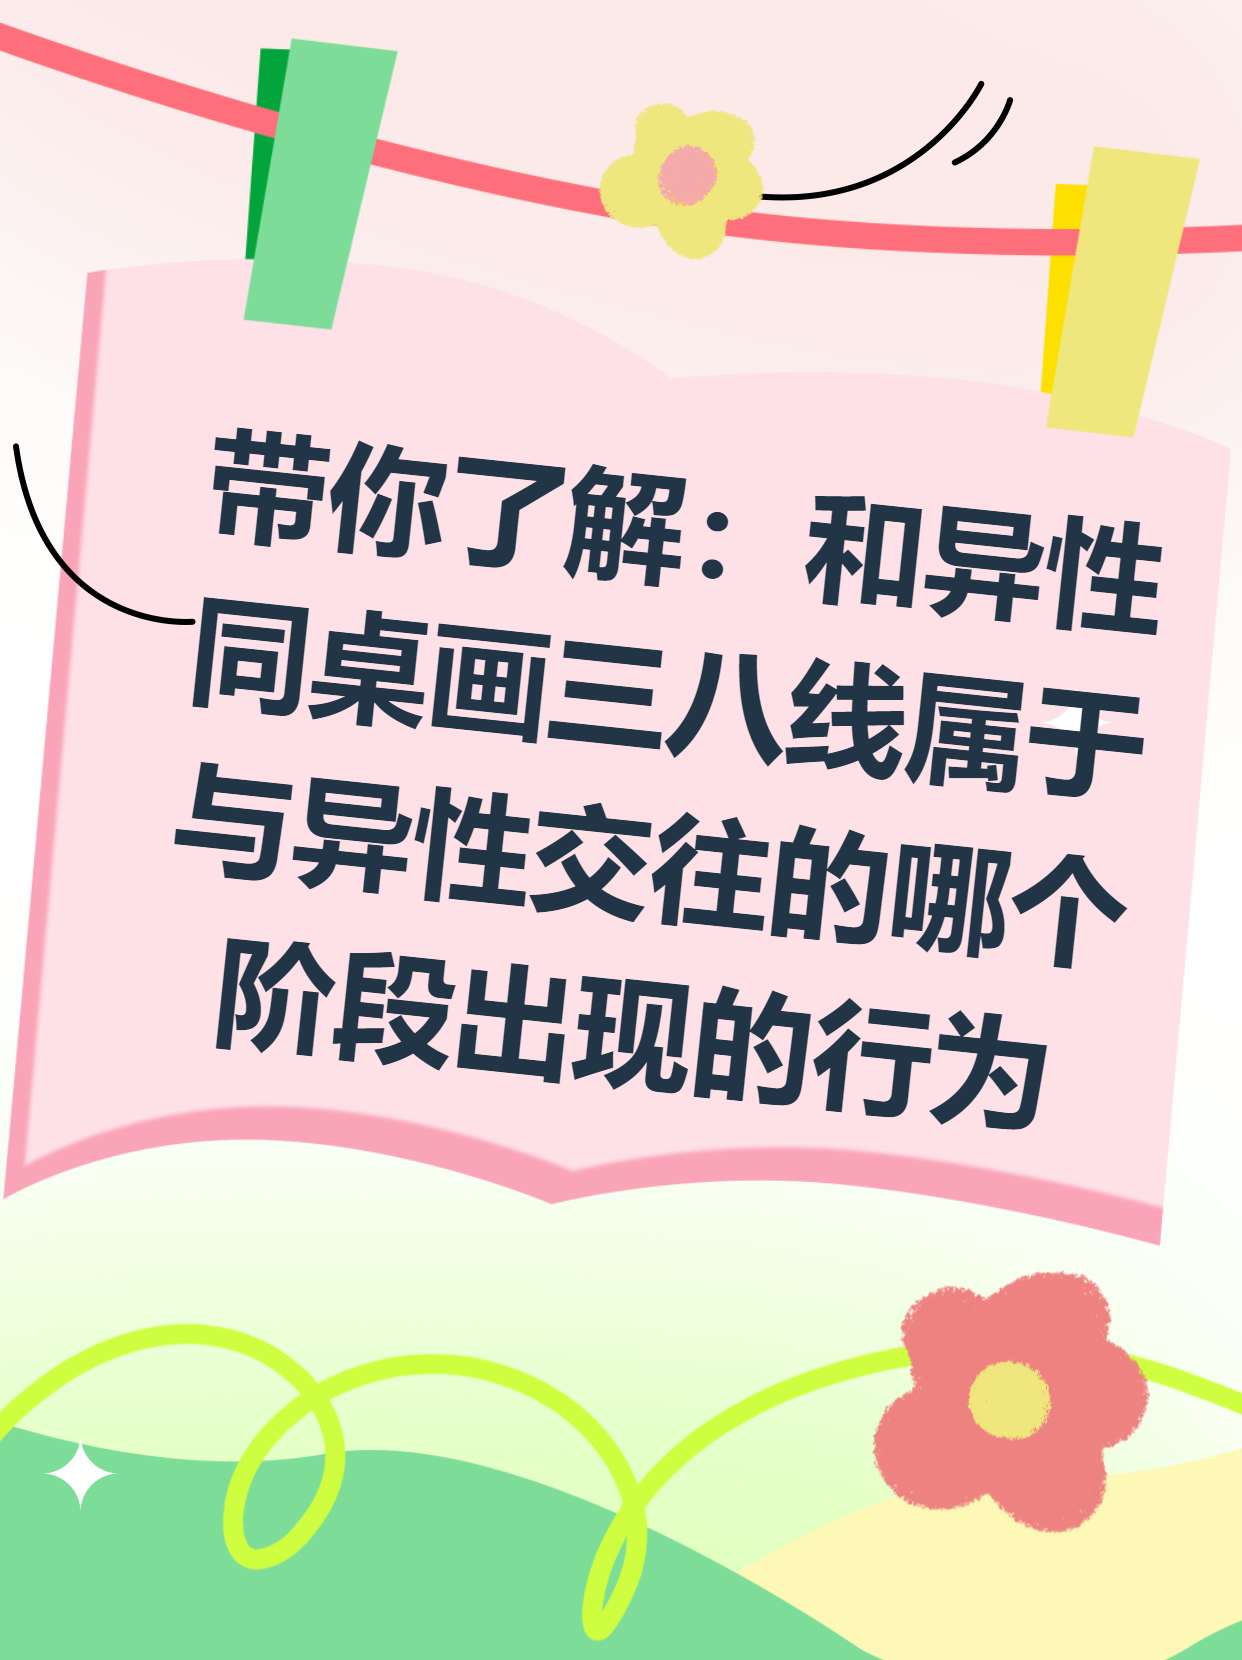 带你了解：和异性
同桌画三八线属于
与异性交往的哪个
阶段出现的行为